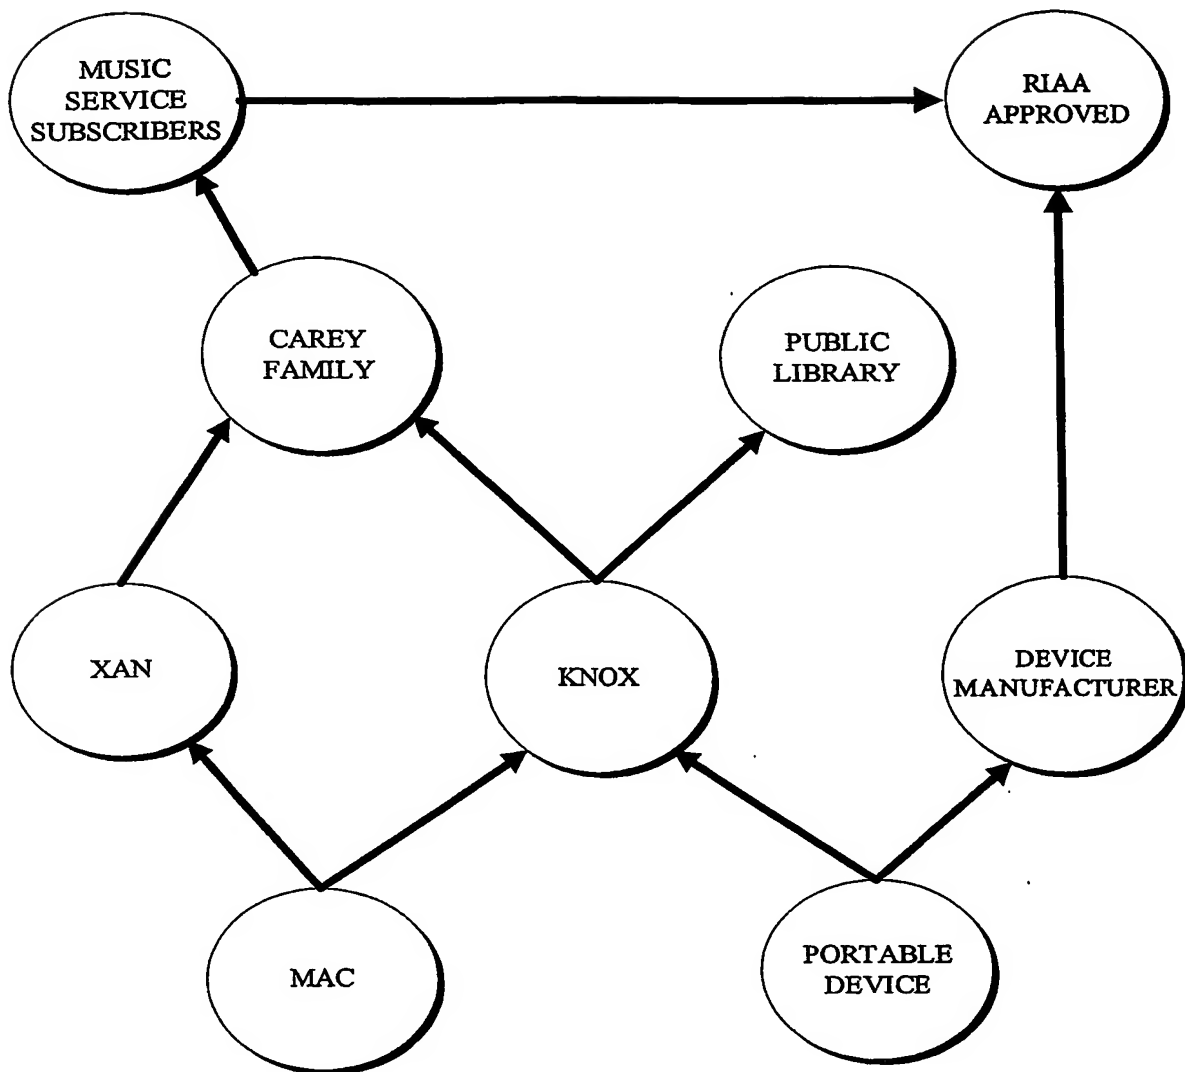 MUSIC
SERVICE
SUBSCRIBERS
RIAA
APPROVED
CAREY
FAMILY
PUBLIC
LIBRARY
XAN
KNOX
DEVICE
MANUFACTURER
MAC
PORTABLE
DEVICE